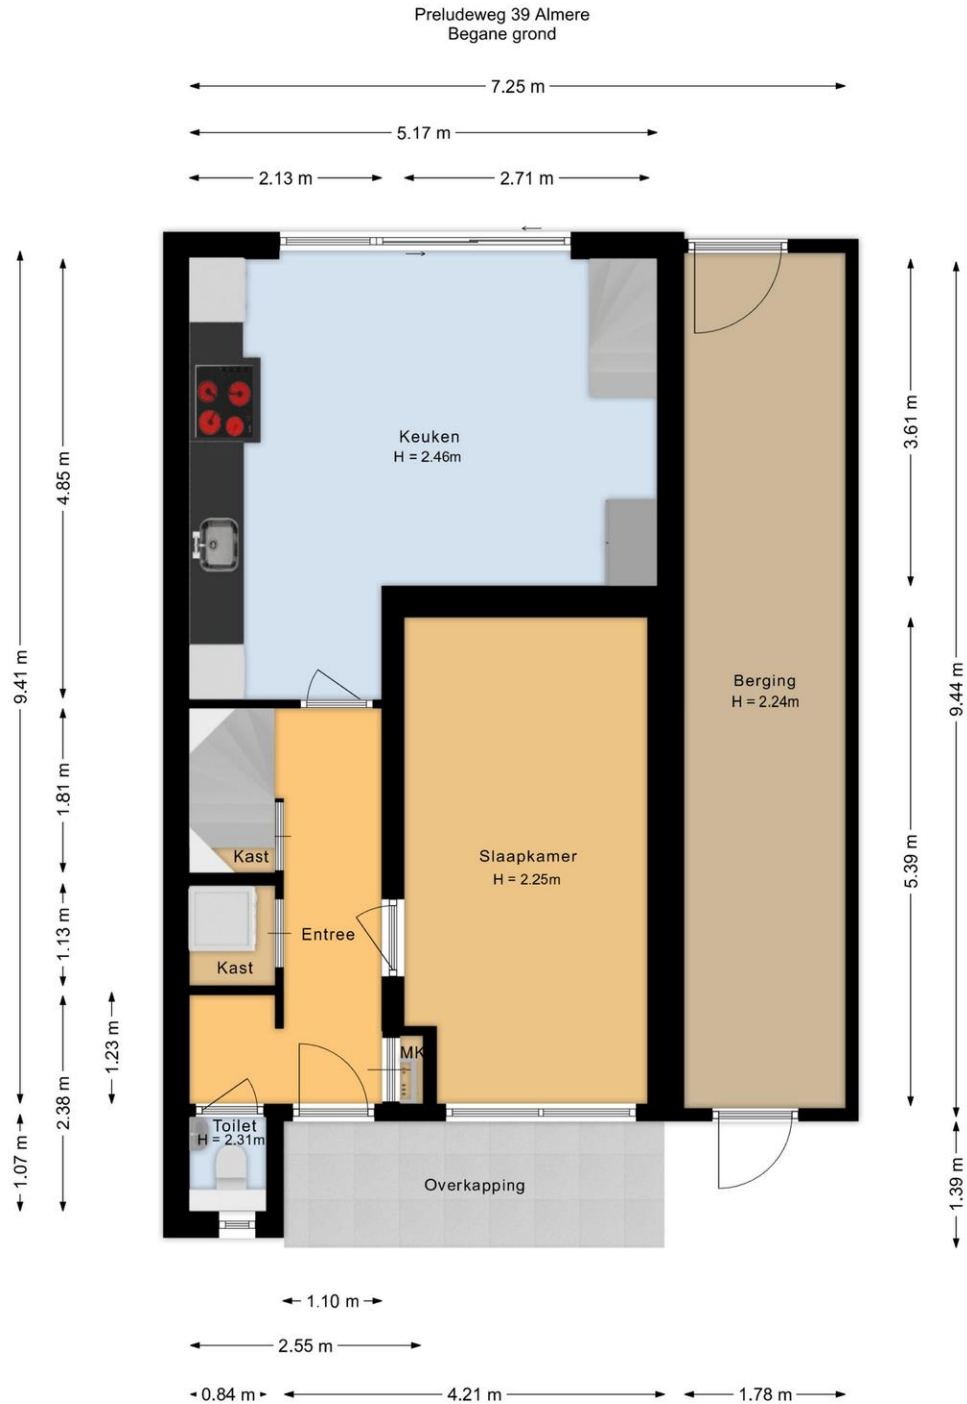 Preludeweg 39 Almere
Begane grond
7.25 m
5.17 m
2.13 m
2.71 m
Keuken
H = 2.46m
4.85 m
3.61 m
9.41 m
9.44 m
Berging
H = 2.24m
1.81 m
Kast
Slaapkamer
H = 2.25m
5.39 m
1.13 m
Entree
Kast
1.23 m
2.38 m
MK
Toilet
H = 2.31m
1.07 m
Overkapping
1.39 m
1.10 m
2.55 m
0.84 m
4.21 m
1.78 m